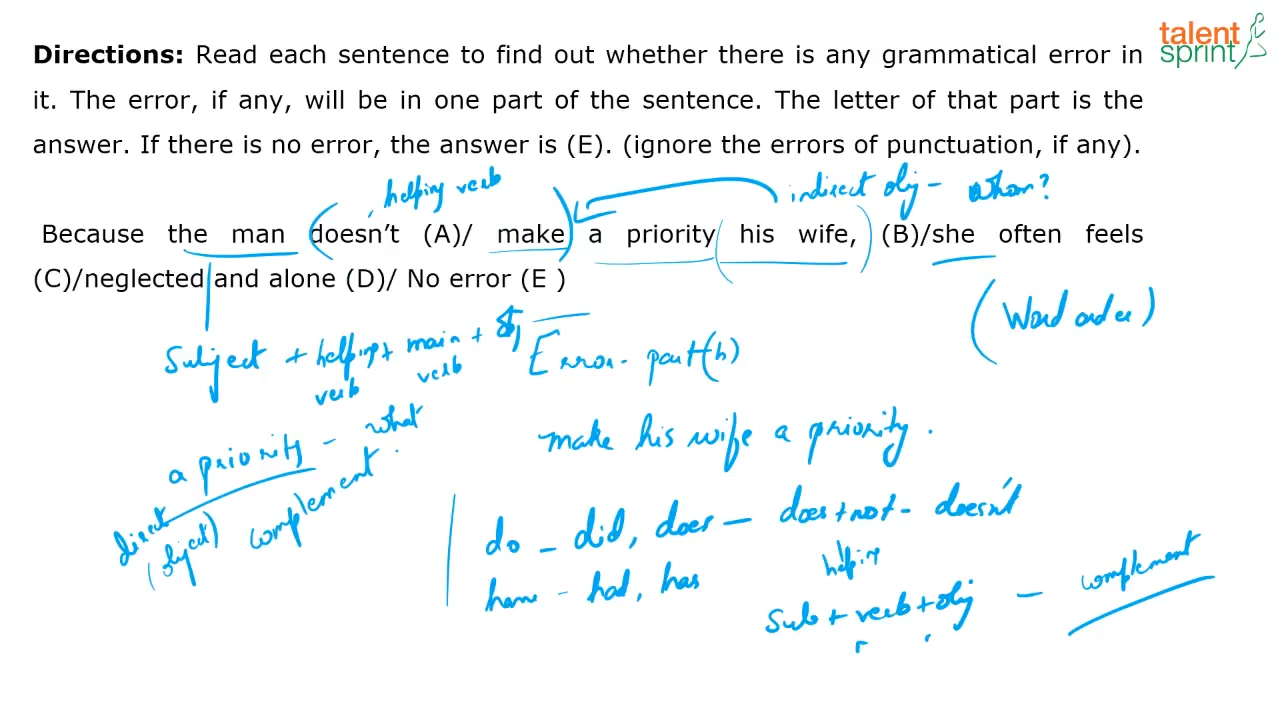 talent
sprint
Directions: Read each sentence to find out whether there is any grammatical error in
it. The error, if any, will be in one part of the sentence. The letter of that part is the
answer. If there is no error, the answer is (E). (ignore the errors of punctuation, if any).
helping verb
indirect obj - whom?
Because the man doesn't (A)/ make a priority his wife, (B)/she often feels
(C)/neglected and alone (D)/ No error (E )
(Word order)
Subject + helping + main + obj
verb verb
Error - part(b)
a priority - what
make his wife a priority.
direct
(object) complement
do - did, does - does+not - doesn't
helping
have - had, has
Sub + verb + obj - complement